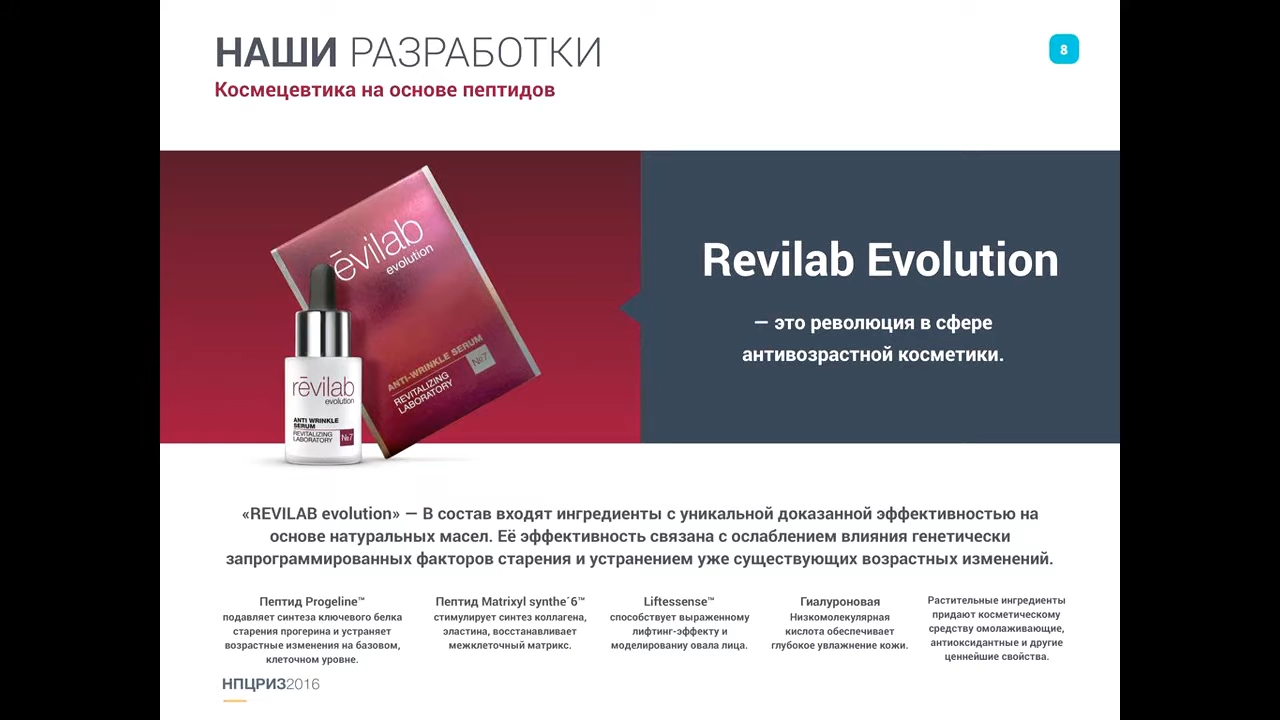 НАШИ РАЗРАБОТКИ
8
Космецевтика на основе пептидов
rēvilab
evolution
ANTI-WRINKLE SERUM
№7
REVITALIZING
LABORATORY
rēvilab
evolution
ANTI WRINKLE
SERUM
REVITALIZING
LABORATORY
№7
Revilab Evolution
— это революция в сфере
антивозрастной косметики.
«REVILAB evolution» — В состав входят ингредиенты с уникальной доказанной эффективностью на
основе натуральных масел. Её эффективность связана с ослаблением влияния генетически
запрограммированных факторов старения и устранением уже существующих возрастных изменений.
Пептид Progeline™
подавляет синтеза ключевого белка
старения прогерина и устраняет
возрастные изменения на базовом,
клеточном уровне.
Пептид Matrixyl synthe´6™
стимулирует синтез коллагена,
эластина, восстанавливает
межклеточный матрикс.
Liftessense™
способствует выраженному
лифтинг-эффекту и
моделированиу овала лица.
Гиалуроновая
Низкомолекулярная
кислота обеспечивает
глубокое увлажнение кожи.
Растительные ингредиенты
придают косметическому
средству омолаживающие,
антиоксидантные и другие
ценнейшие свойства.
НПЦРИЗ2016